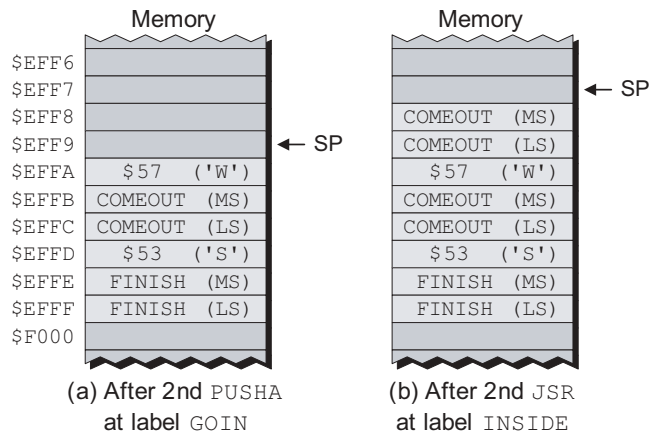 Memory Memory
$EFF6
$EFF7 ← SP
$EFF8 COMEOUT (MS)
$EFF9 ← SP COMEOUT (LS)
$EFFA $57 ('W') $57 ('W')
$EFFB COMEOUT (MS) COMEOUT (MS)
$EFFC COMEOUT (LS) COMEOUT (LS)
$EFFD $53 ('S') $53 ('S')
$EFFE FINISH (MS) FINISH (MS)
$EFFF FINISH (LS) FINISH (LS)
$F000
(a) After 2nd PUSHA (b) After 2nd JSR
at label GOIN at label INSIDE